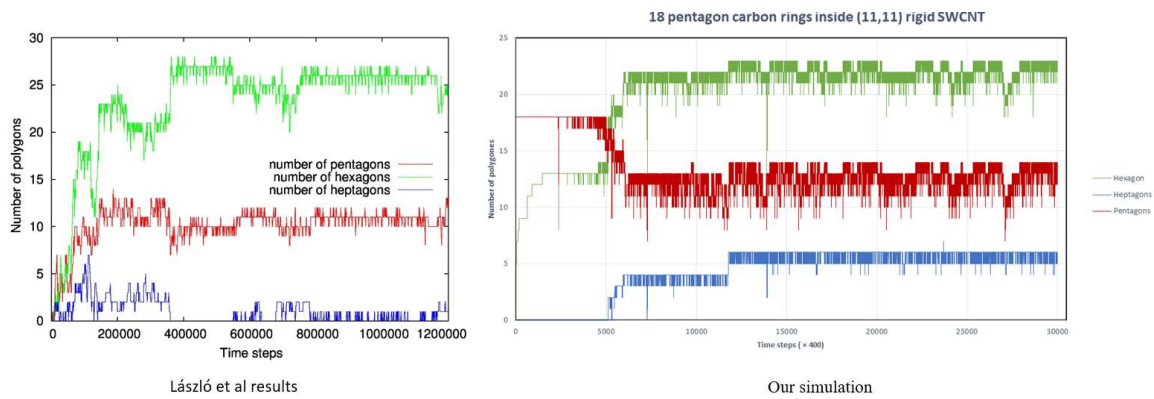 30
25
20
15
10
5
0
Number of polygons
number of pentagons
number of hexagons
number of heptagons
0 200000 400000 600000 800000 1000000 1200000
Time steps
László et al results
18 pentagon carbon rings inside (11,11) rigid SWCNT
25
20
15
10
5
0
Number of polygones
0 5000 10000 15000 20000 25000 30000
Time steps ( × 400)
Hexagon
Heptagons
Pentagons
Our simulation